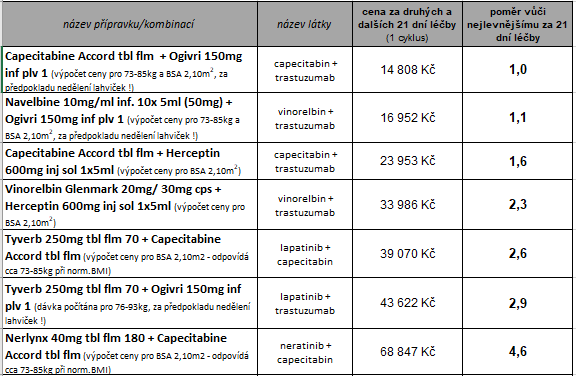 název přípravku/kombinací
název látky
cena za druhých a
dalších 21 dní léčby
(1 cyklus)
poměr vůči
nejlevnějšímu za 21
dní léčby
Capecitabine Accord tbl flm + Ogivri 150mg
inf plv 1 (výpočet ceny pro 73-85kg a BSA 2,10m², za
předpokladu nedělení lahviček !)
capecitabin +
trastuzumab
14 808 Kč
1,0
Navelbine 10mg/ml inf. 10x 5ml (50mg) +
Ogivri 150mg inf plv 1 (výpočet ceny pro 73-85kg a
BSA 2,10m², za předpokladu nedělení lahviček !)
vinorelbin +
trastuzumab
16 952 Kč
1,1
Capecitabine Accord tbl flm + Herceptin
600mg inj sol 1x5ml (výpočet ceny pro BSA 2,10m²)
capecitabin +
trastuzumab
23 953 Kč
1,6
Vinorelbin Glenmark 20mg/ 30mg cps +
Herceptin 600mg inj sol 1x5ml (výpočet ceny pro
BSA 2,10m²)
vinorelbin +
trastuzumab
33 986 Kč
2,3
Tyverb 250mg tbl flm 70 + Capecitabine
Accord tbl flm (výpočet ceny pro BSA 2,10m2 - odpovídá
cca 73-85kg při norm.BMI)
lapatinib +
capecitabin
39 070 Kč
2,6
Tyverb 250mg tbl flm 70 + Ogivri 150mg inf
plv 1 (dávka počítána pro 76-93kg, za předpokladu nedělení
lahviček !)
lapatinib +
trastuzumab
43 622 Kč
2,9
Nerlynx 40mg tbl flm 180 + Capecitabine
Accord tbl flm (výpočet ceny pro BSA 2,10m2 - odpovídá
cca 73-85kg při norm.BMI)
neratinib +
capecitabin
68 847 Kč
4,6